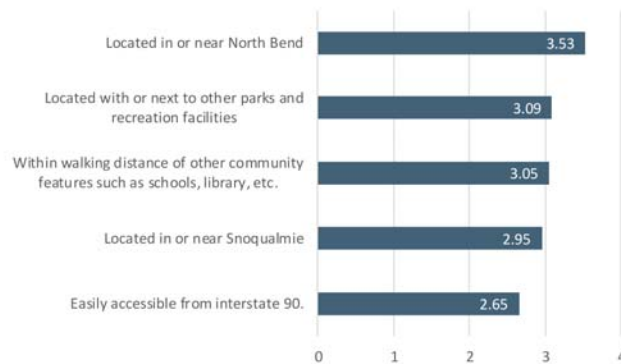 Located in or near North Bend
3.53
Located with or next to other parks and
recreation facilities
3.09
Within walking distance of other community
features such as schools, library, etc.
3.05
Located in or near Snoqualmie
2.95
Easily accessible from interstate 90.
2.65
0 1 2 3 4